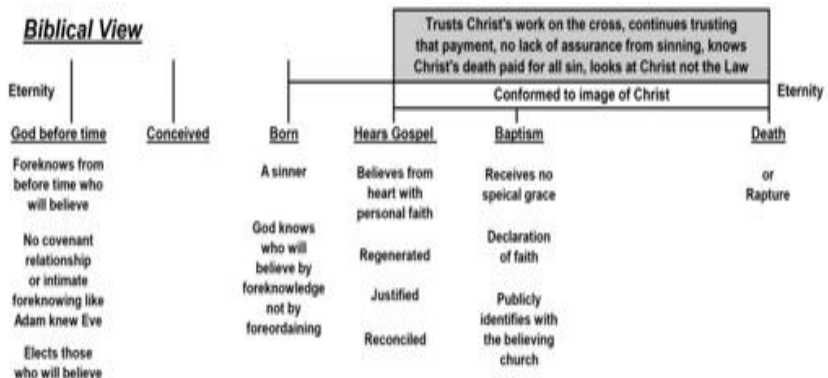 Biblical View
Trusts Christ's work on the cross, continues trusting
that payment, no lack of assurance from sinning, knows
Christ's death paid for all sin, looks at Christ not the Law
Eternity
Conformed to image of Christ
Eternity
God before time
Foreknows from
before time who
will believe
No covenant
relationship
or intimate
foreknowing like
Adam knew Eve
Elects those
who will believe
Conceived
Born
A sinner
God knows
who will
believe by
foreknowledge
not by
foreordaining
Hears Gospel
Believes from
heart with
personal faith
Regenerated
Justified
Reconciled
Baptism
Receives no
speical grace
Declaration
of faith
Publicly
identifies with
the believing
church
Death
or
Rapture